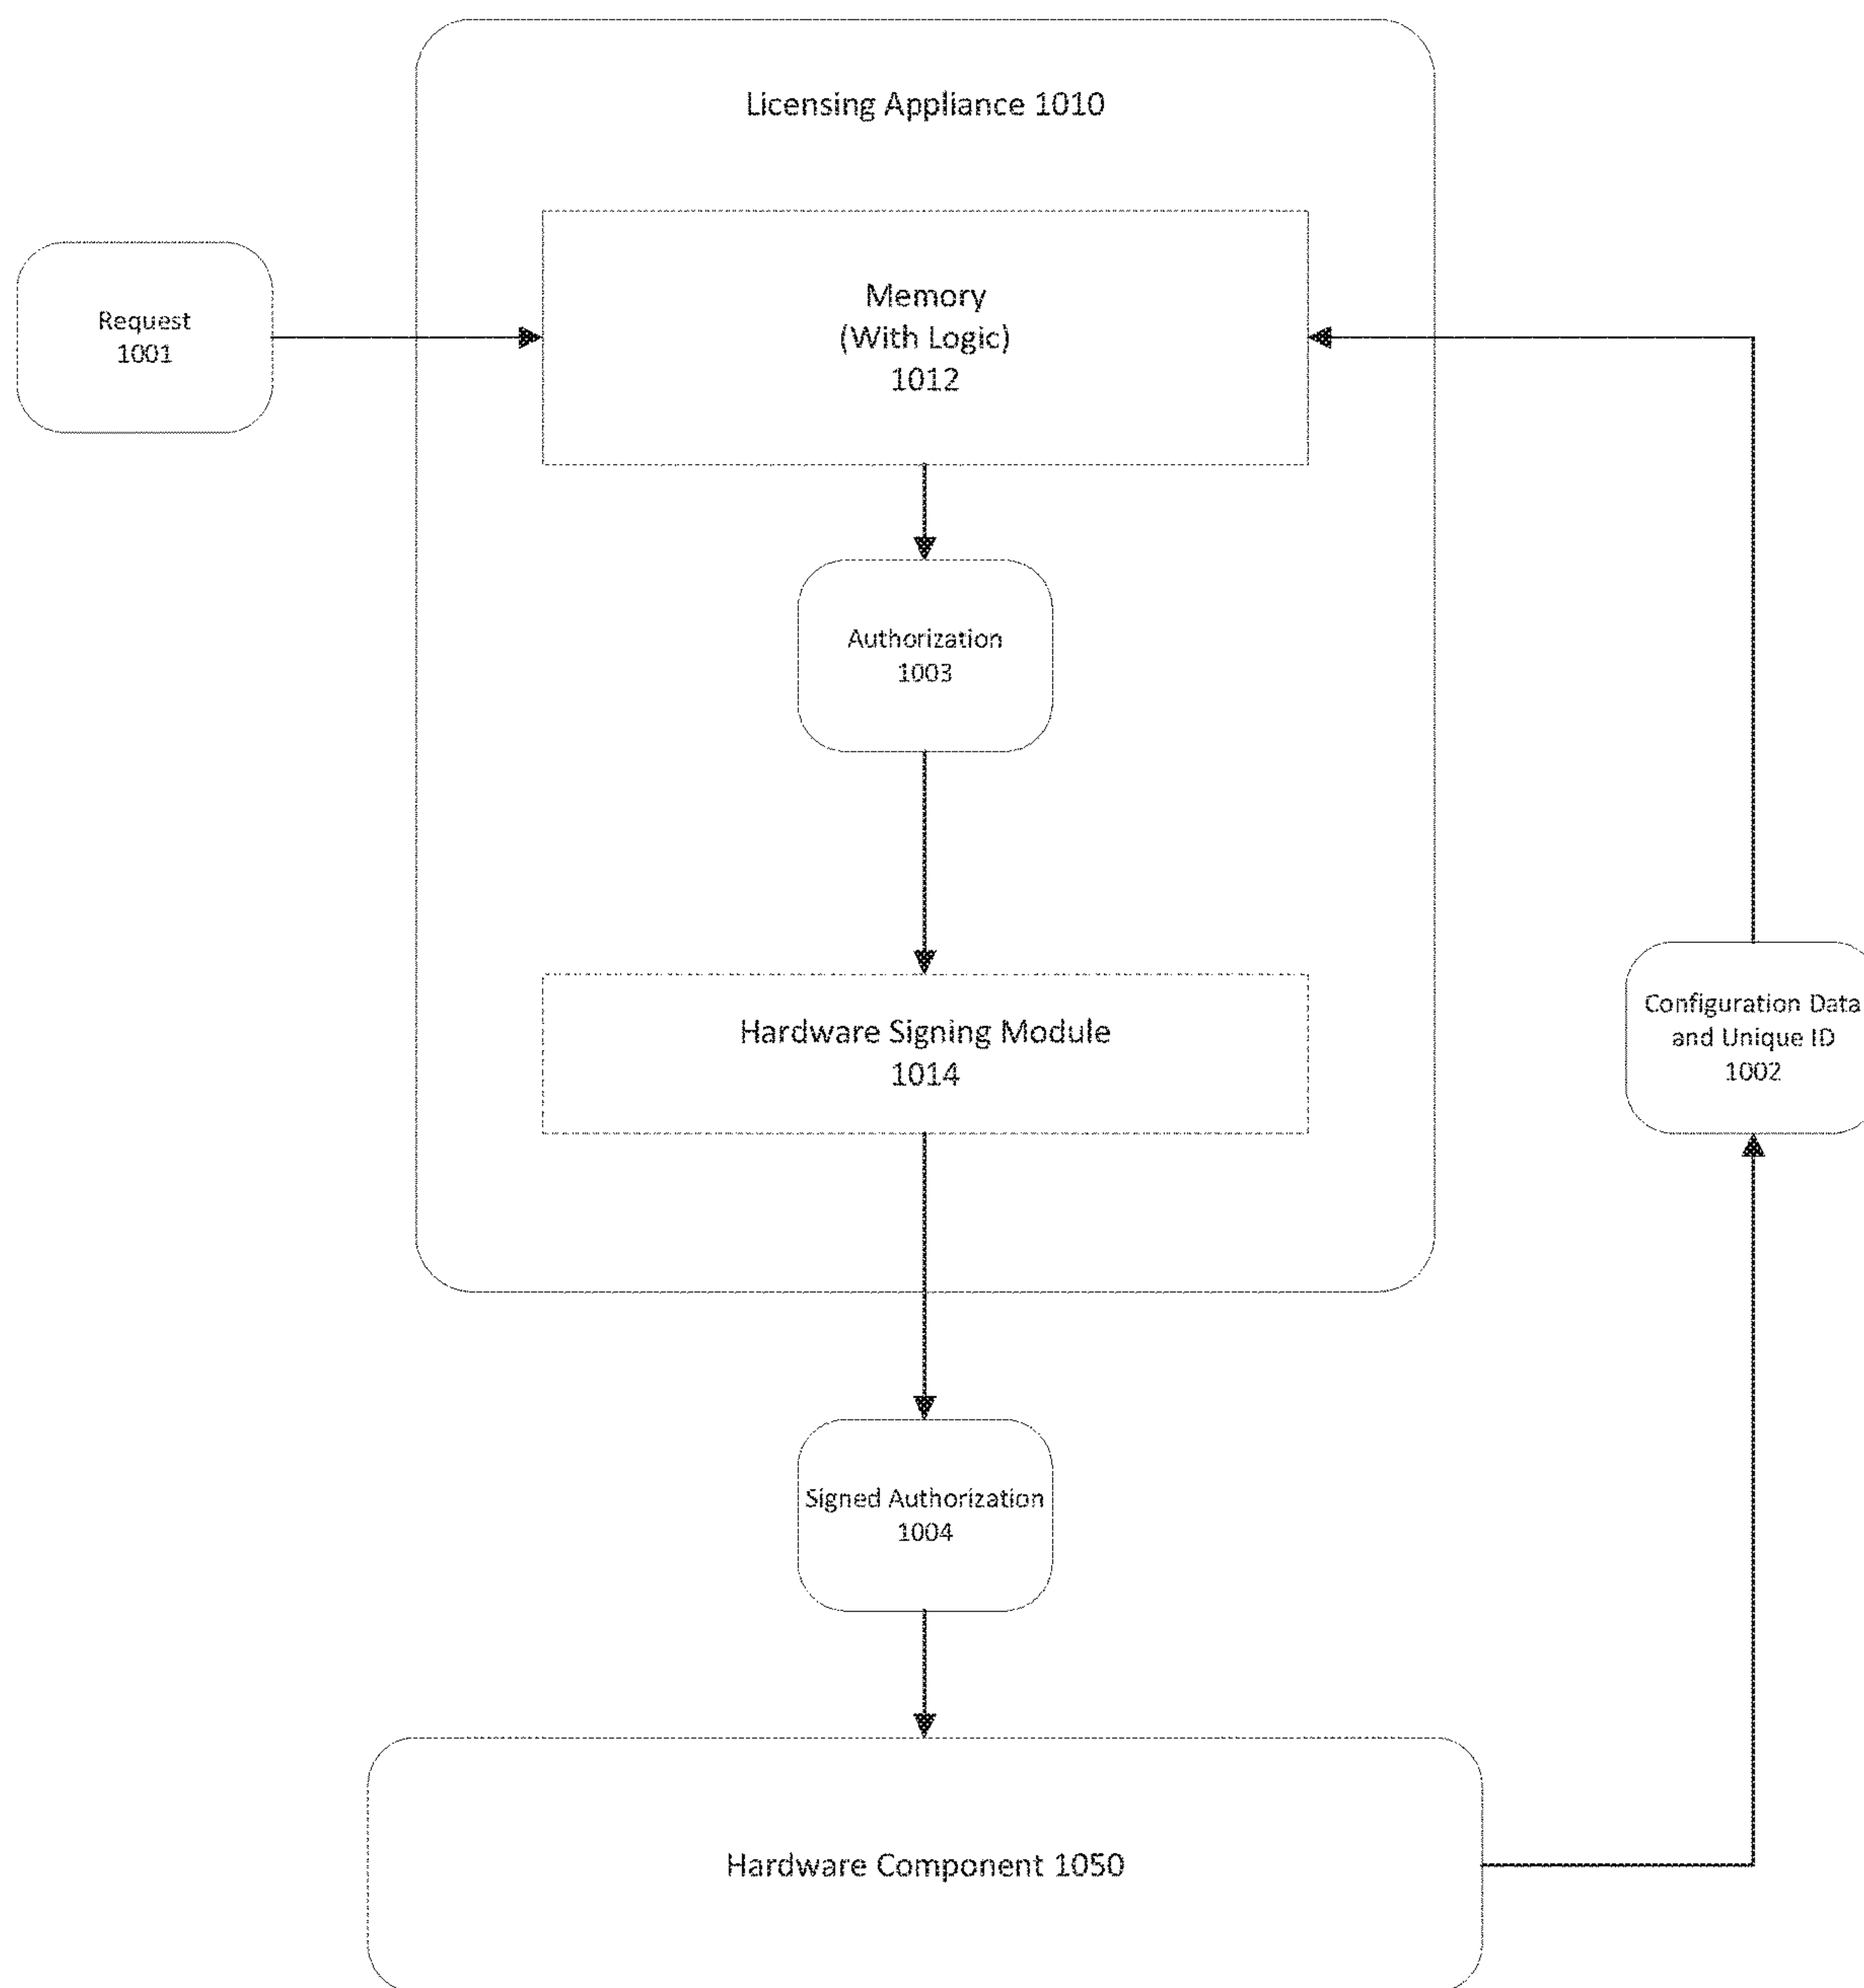 Licensing Appliance 1010
Request
1001
Memory
(With Logic)
1012
Authorization
1003
Hardware Signing Module
1014
Configuration Data
and Unique ID
1002
Signed Authorization
1004
Hardware Component 1050